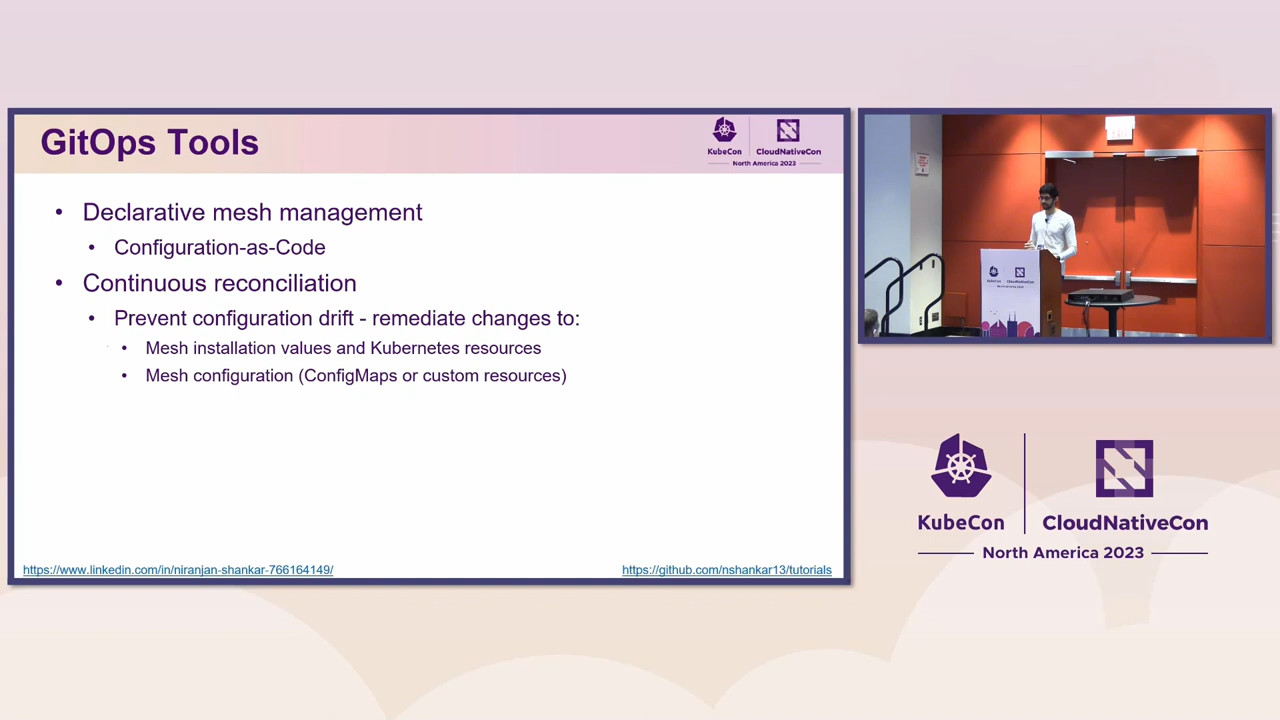 GitOps Tools
KubeCon
CloudNativeCon
North America 2023
• Declarative mesh management
• Configuration-as-Code
• Continuous reconciliation
• Prevent configuration drift - remediate changes to:
• Mesh installation values and Kubernetes resources
• Mesh configuration (ConfigMaps or custom resources)
https://www.linkedin.com/in/niranjan-shankar-766164149/
https://github.com/nshankar13/tutorials
KubeCon
CloudNativeCon
North America 2023